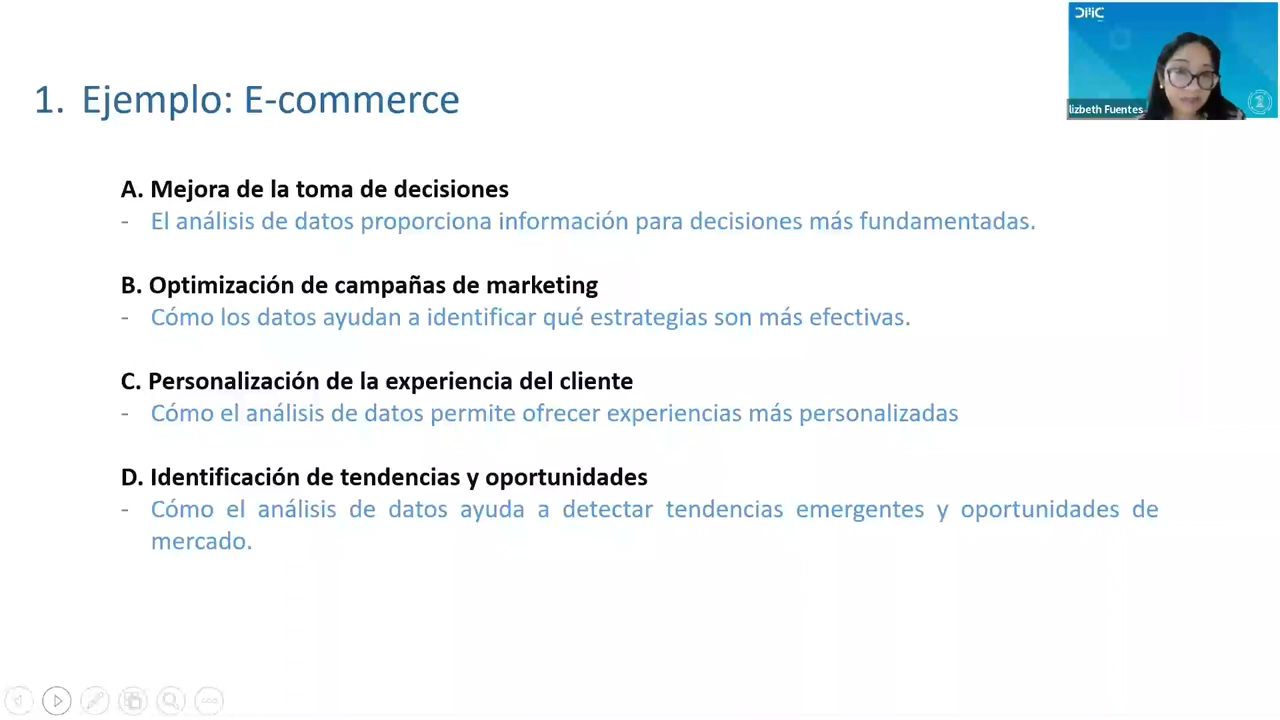 DMC
lizbeth Fuentes
1. Ejemplo: E-commerce
A. Mejora de la toma de decisiones
- El análisis de datos proporciona información para decisiones más fundamentadas.
B. Optimización de campañas de marketing
- Cómo los datos ayudan a identificar qué estrategias son más efectivas.
C. Personalización de la experiencia del cliente
- Cómo el análisis de datos permite ofrecer experiencias más personalizadas
D. Identificación de tendencias y oportunidades
- Cómo el análisis de datos ayuda a detectar tendencias emergentes y oportunidades de
mercado.